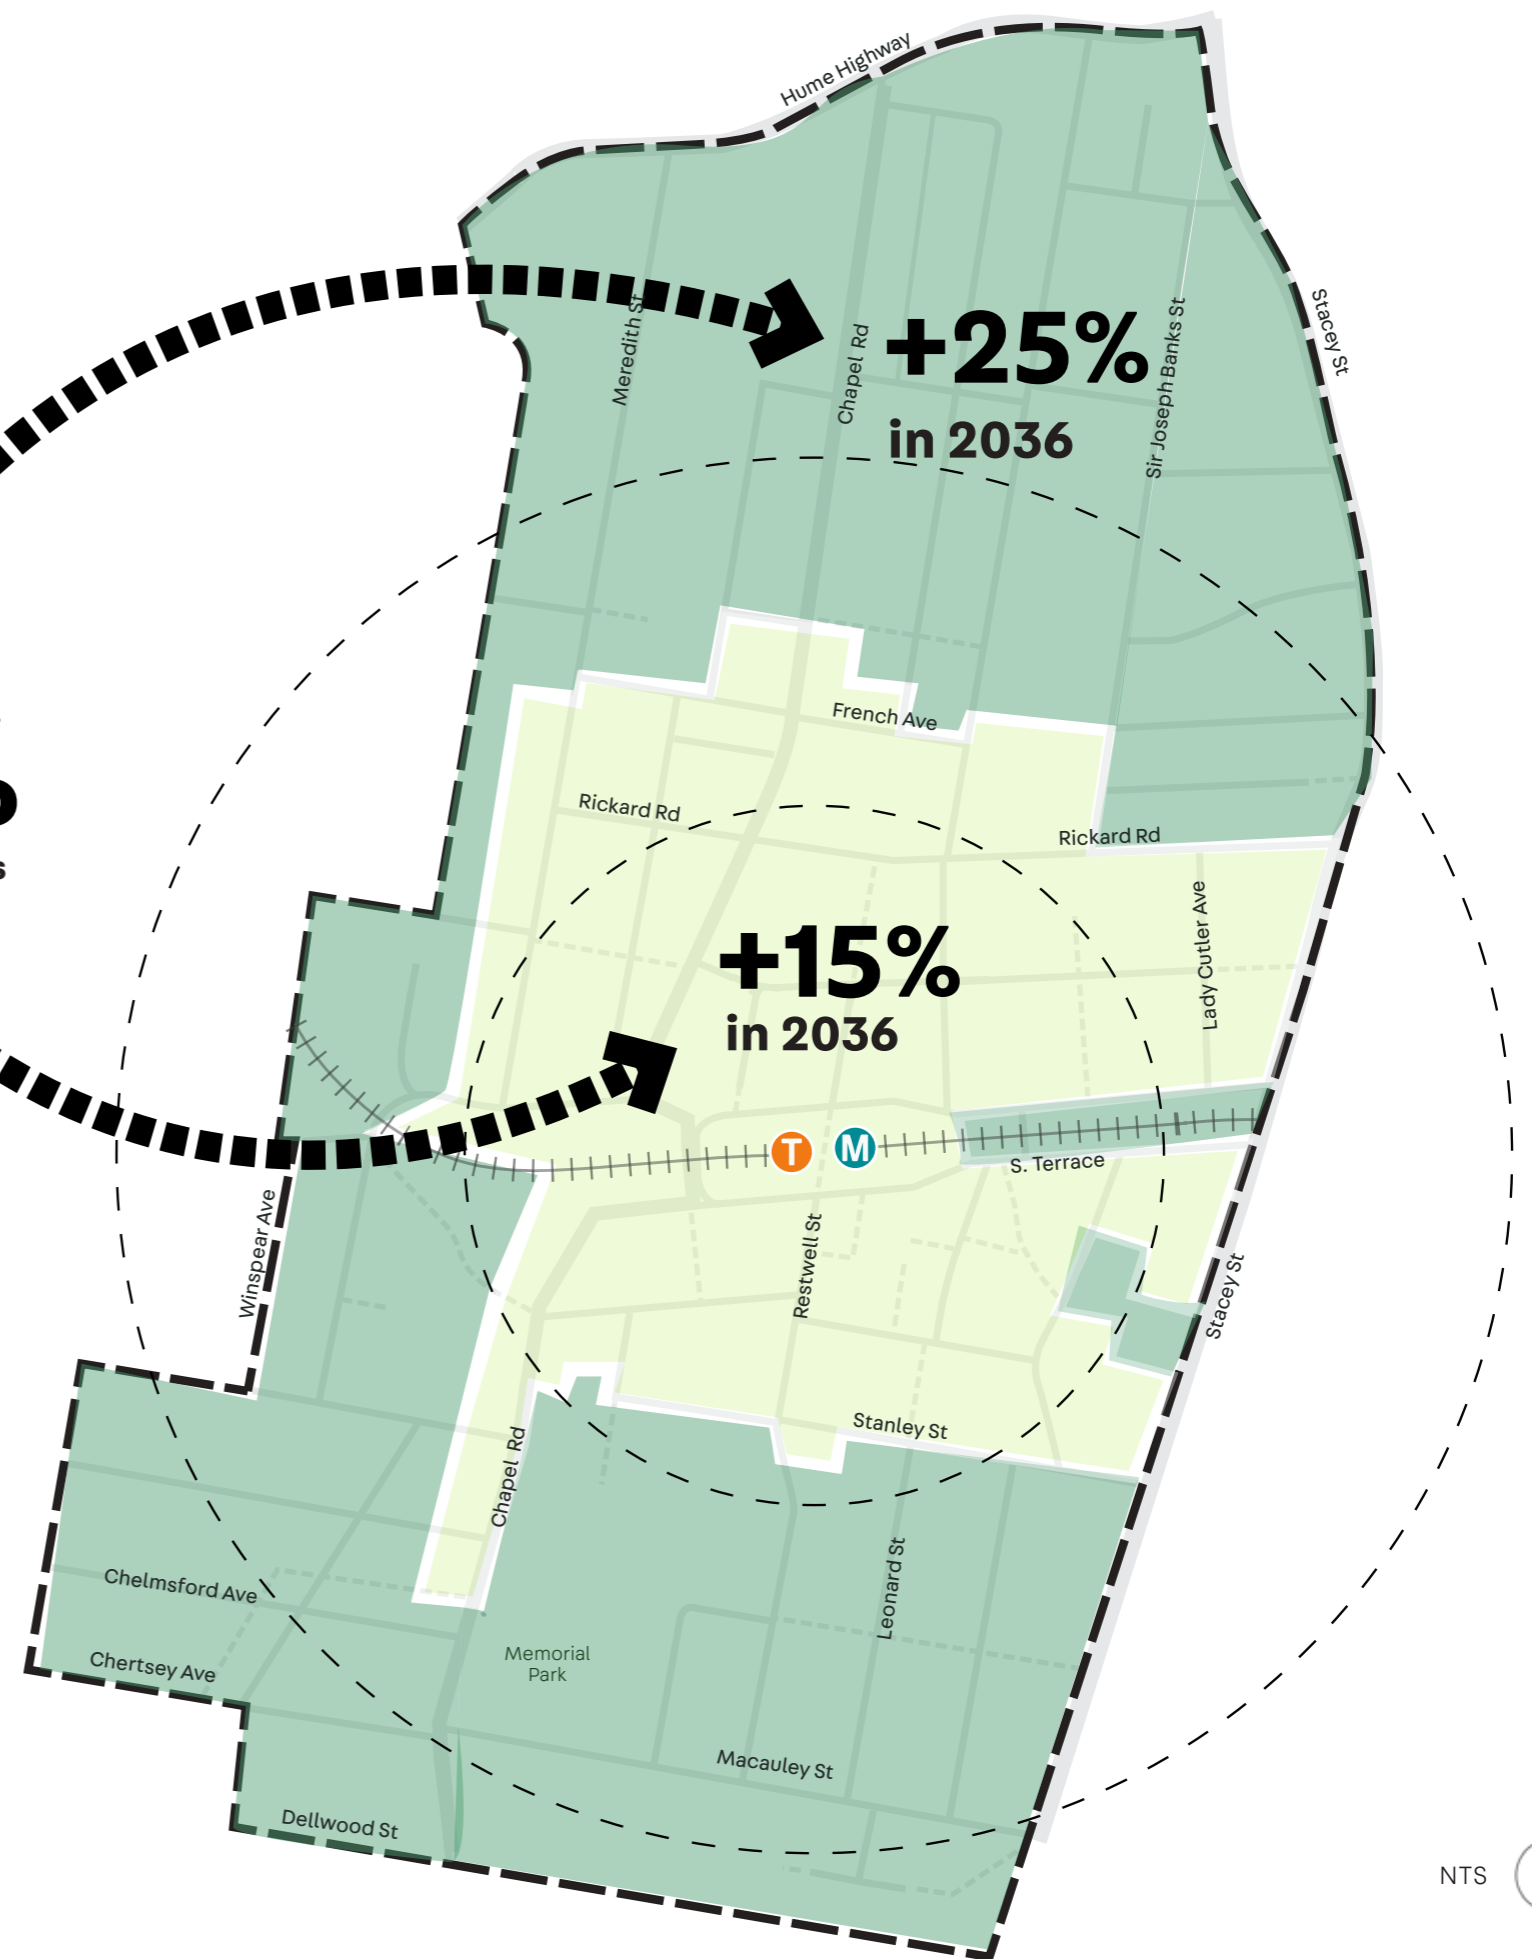 Hume Highway
Stacey St
Meredith St
Chapel Rd
+25%
in 2036
Sir Joseph Banks St
French Ave
Rickard Rd
Rickard Rd
Lady Cutler Ave
+15%
in 2036
T
M
S. Terrace
Winspear Ave
Restwell St
Stacey St
Stanley St
Chapel Rd
Leonard St
Chelmsford Ave
Chertsey Ave
Memorial
Park
Macauley St
Dellwood St
NTS